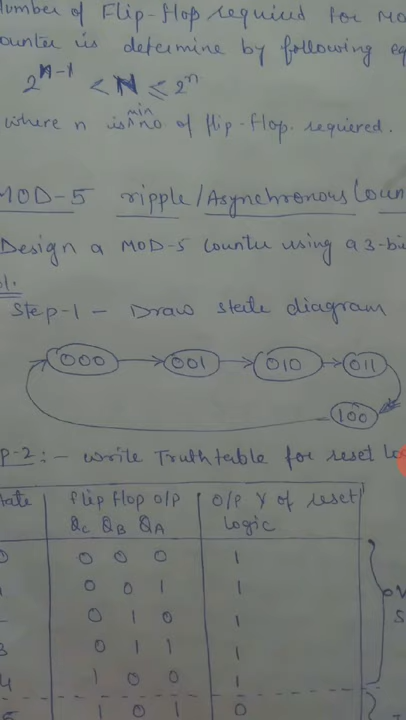 Number of Flip-flop required for Mo
counter is determine by following eq
2^{n-1} < N ≤ 2^n
where n is min no of flip-flop required.
MOD-5 ripple/Asynchronous Coun
Design a MOD-5 Counter using a 3-bi
Step-1 - Draw state diagram
000 001 010 011
100
p-2:- write Truthtable for reset Lo
tate Flip Flop O/P O/P Y of reset
QC QB QA Logic
0 0 0 0 1
1 0 0 1 1
0 1 0 1
3 0 1 1 1
4 1 0 0 1
5 1 0 1 0